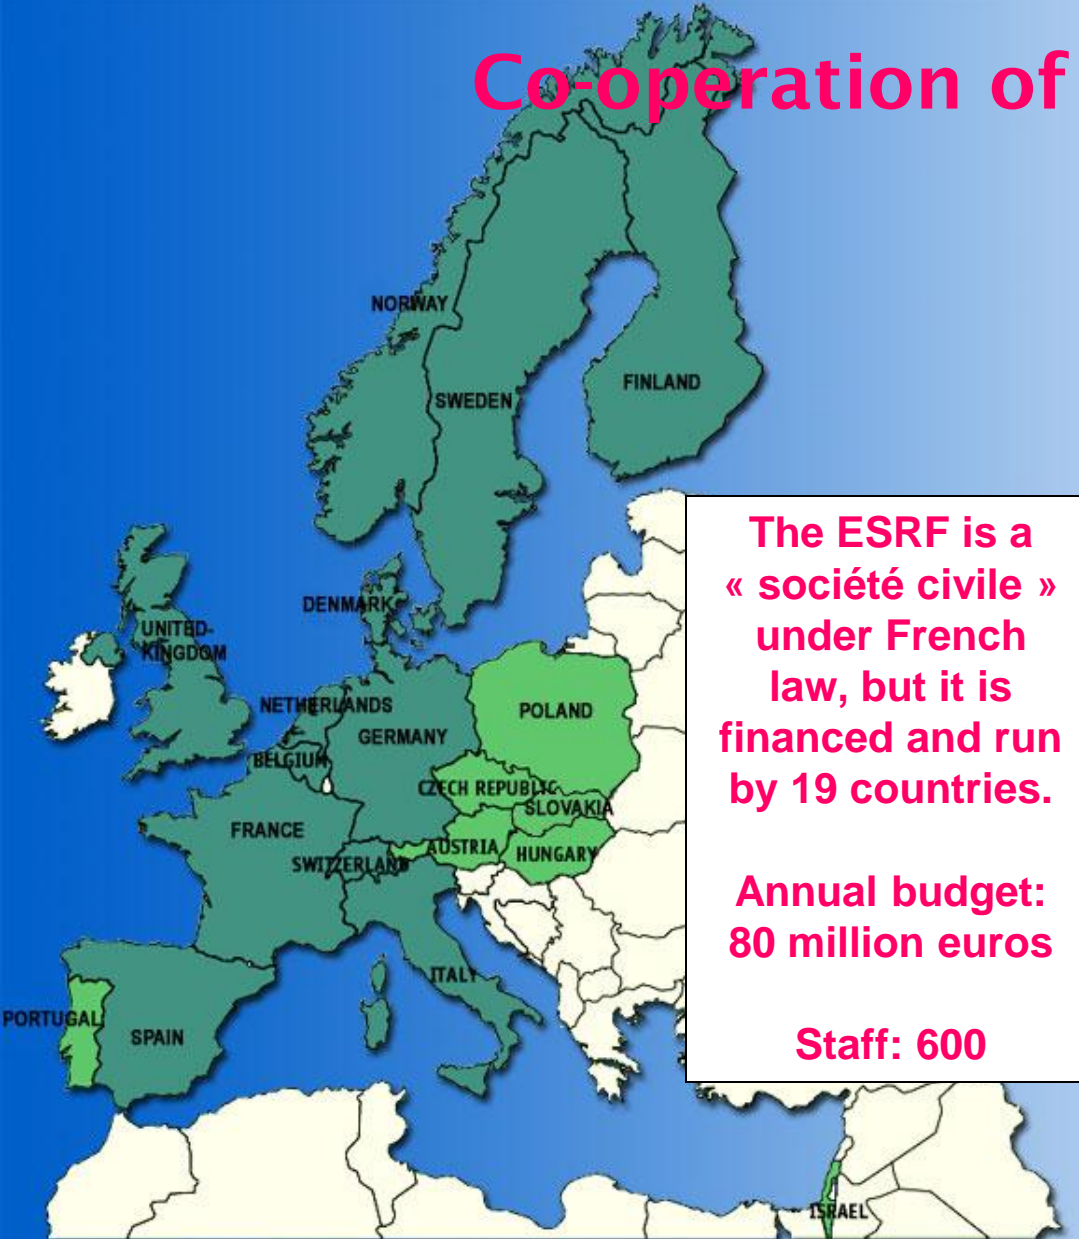 Co-operation of
NORWAY
FINLAND
SWEDEN
The ESRF is a
« société civile »
under French
law, but it is
financed and run
by 19 countries.
Annual budget:
80 million euros
Staff: 600
DENMARK
UNITED-
KINGDOM
NETHERLANDS
POLAND
GERMANY
BELGIUM
CZECH REPUBLIC
SLOVAKIA
FRANCE
AUSTRIA
HUNGARY
SWITZERLAND
ITALY
PORTUGAL
SPAIN
ISRAEL